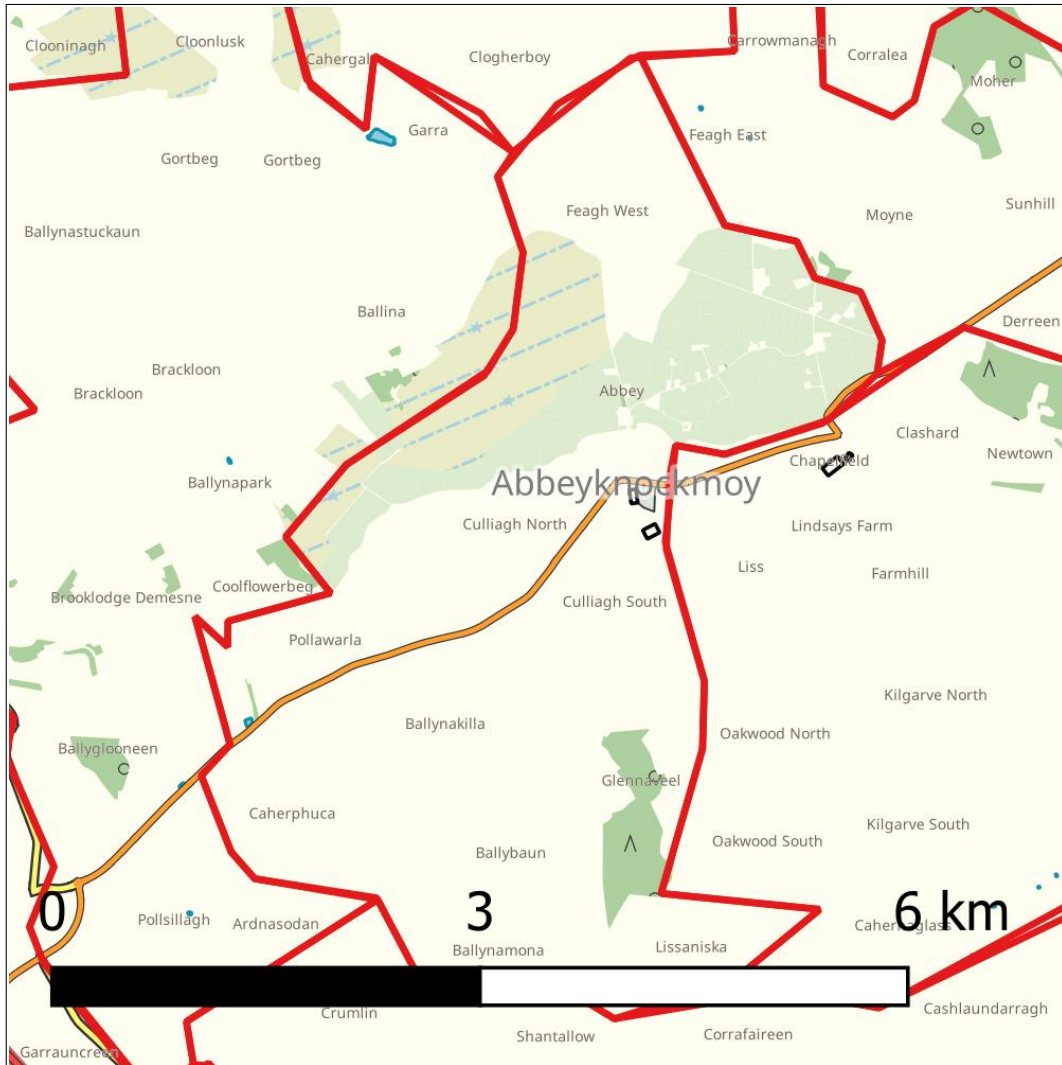 Clooninagh
Cloonlusk
Cahergal
Clogherboy
Carrowmanagh
Corralea
Moher
Garra
Feagh East
Gortbeg
Gortbeg
Feagh West
Moyne
Sunhill
Ballynastuckaun
Ballina
Derreen
Brackloon
Brackloon
Abbey
Clashard
Newtown
Chapelfield
Ballynapark
Abbeyknockmoy
Culliagh North
Lindsays Farm
Liss
Farmhill
Coolflowerbeg
Brooklodge Demesne
Culliagh South
Pollawarla
Kilgarve North
Ballynakilla
Oakwood North
Ballyglooneen
Glennaveel
Caherphuca
Kilgarve South
Oakwood South
Ballybaun
0
3
6 km
Pollsillagh
Ardnasodan
Cahernaglass
Ballynamona
Lissaniska
Crumlin
Cashlaundarragh
Shantallow
Corrafaireen
Garrauncreen